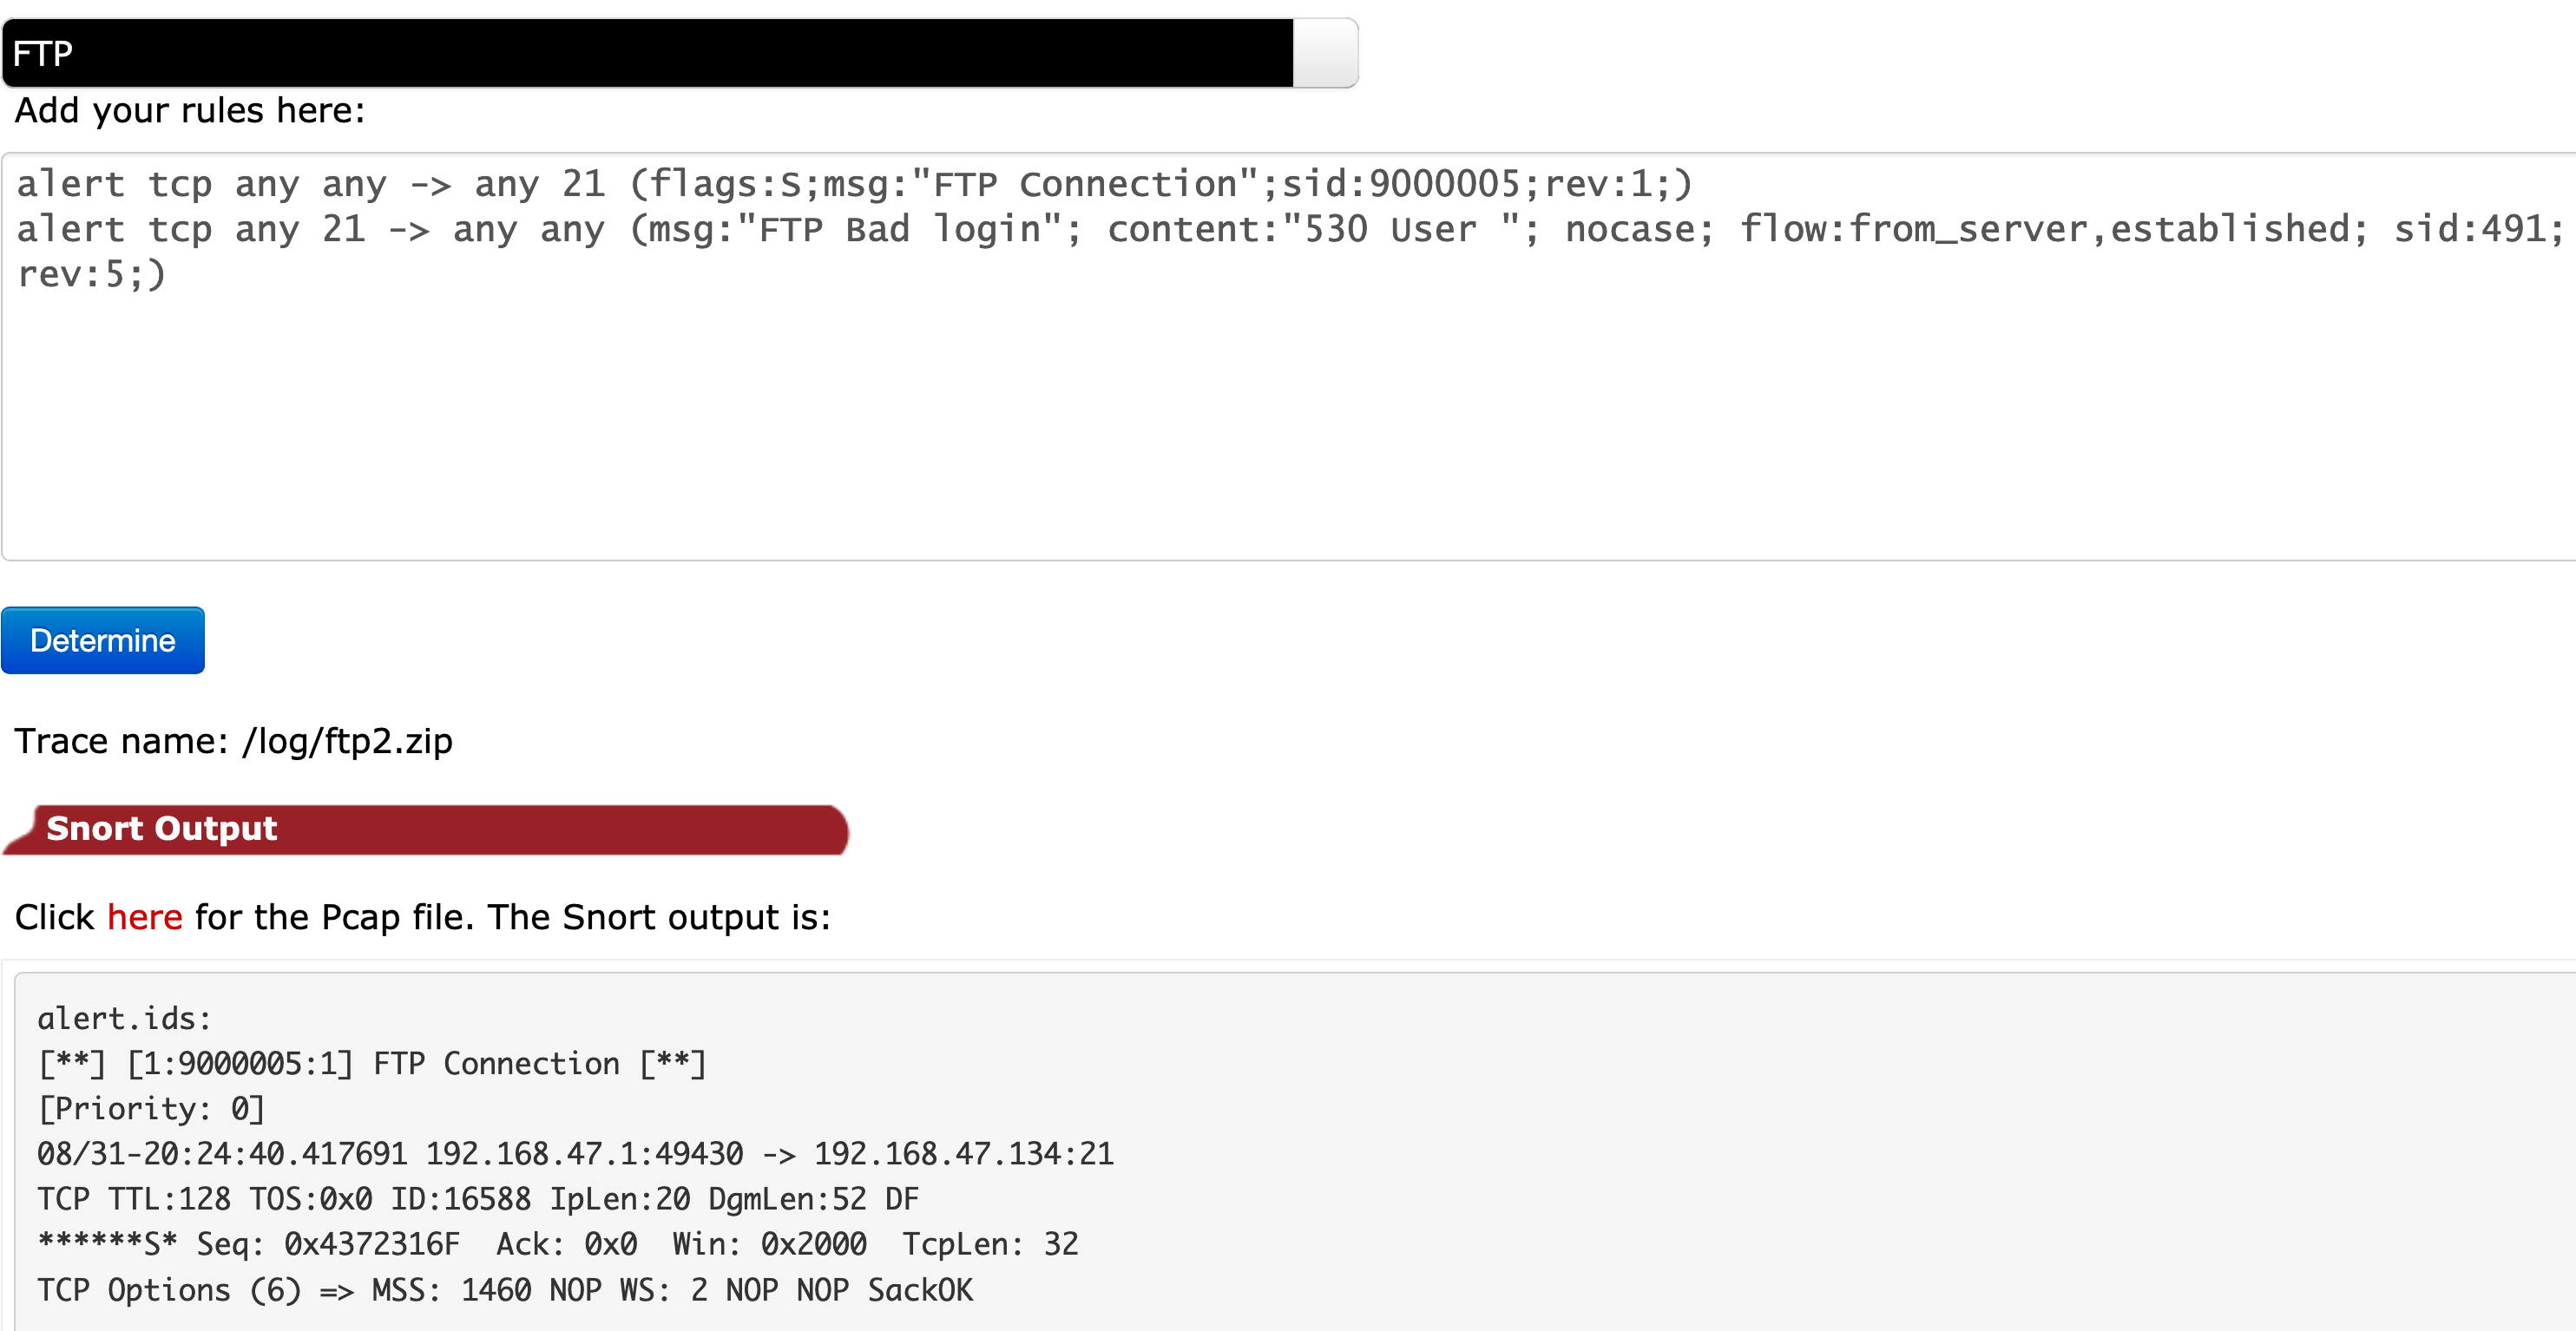 FTP
Add your rules here:
alert tcp any any -> any 21 (flags:S;msg:"FTP Connection";sid:9000005;rev:1;)
alert tcp any 21 -> any any (msg:"FTP Bad login"; content:"530 User "; nocase; flow:from_server,established; sid:491;
rev:5;)
Determine
Trace name: /log/ftp2.zip
Snort Output
Click here for the Pcap file. The Snort output is:
alert.ids:
[**] [1:9000005:1] FTP Connection [**]
[Priority: 0]
08/31-20:24:40.417691 192.168.47.1:49430 -> 192.168.47.134:21
TCP TTL:128 TOS:0x0 ID:16588 IpLen:20 DgmLen:52 DF
******S* Seq: 0x4372316F  Ack: 0x0  Win: 0x2000  TcpLen: 32
TCP Options (6) => MSS: 1460 NOP WS: 2 NOP NOP SackOK